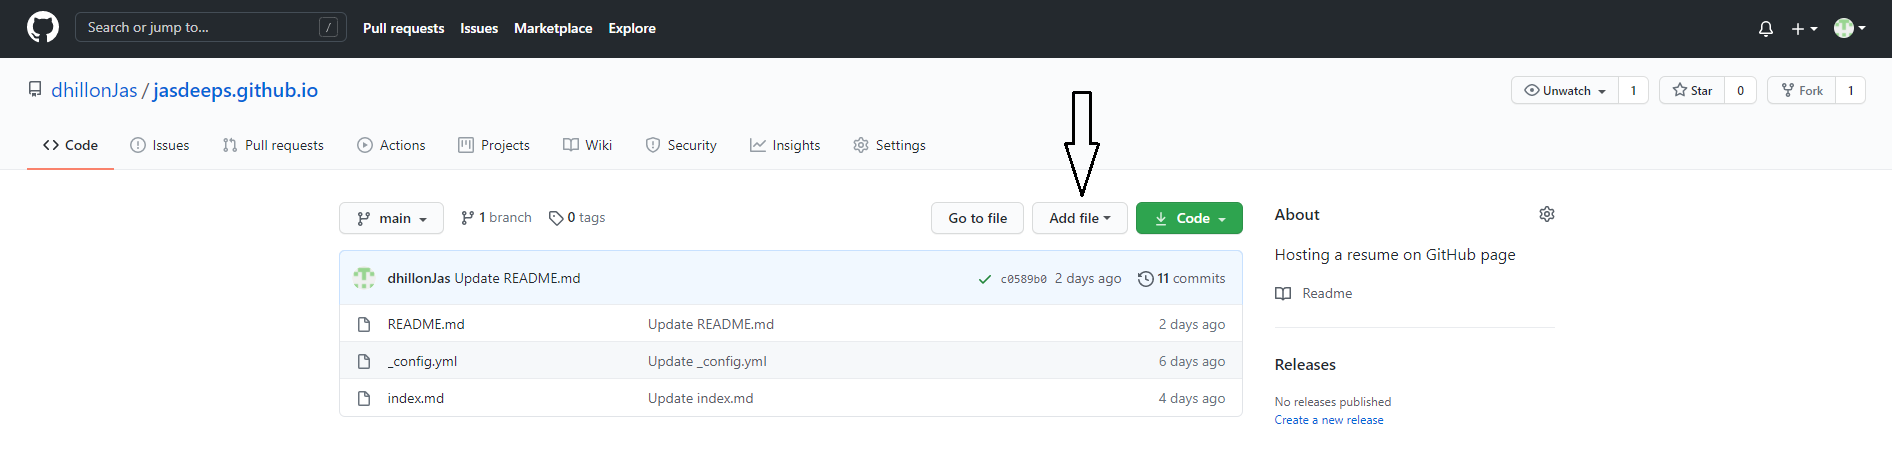 Search or jump to... / Pull requests Issues Marketplace Explore
dhillonJas / jasdeeps.github.io Unwatch 1 Star 0 Fork 1
Code Issues Pull requests Actions Projects Wiki Security Insights Settings
main 1 branch 0 tags Go to file Add file Code
About
Hosting a resume on GitHub page
Readme
dhillonJas Update README.md c0589b0 2 days ago 11 commits
README.md Update README.md 2 days ago
_config.yml Update _config.yml 6 days ago
index.md Update index.md 4 days ago
Releases
No releases published
Create a new release